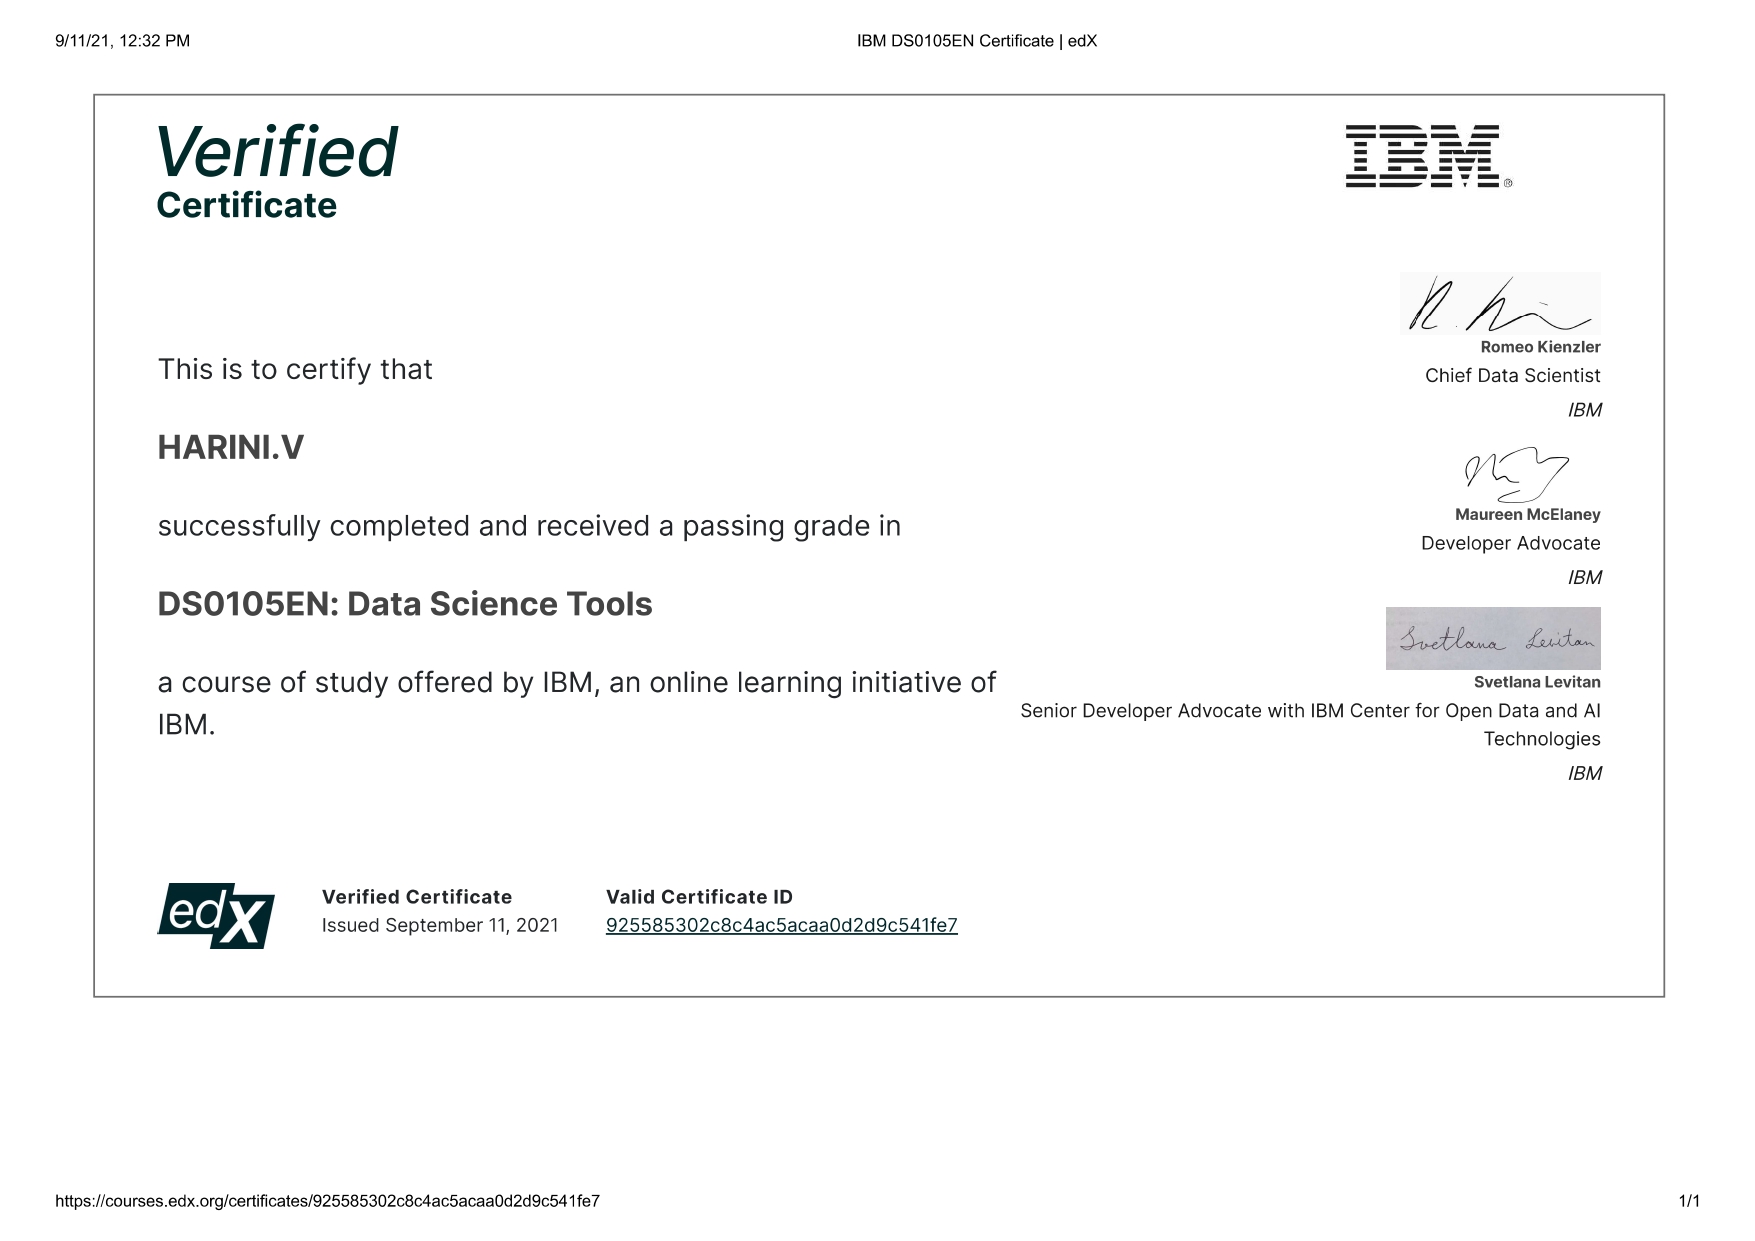 9/11/21, 12:32 PM
IBM DS0105EN Certificate | edX
Verified
Certificate
IBM®
This is to certify that
HARINI.V
successfully completed and received a passing grade in
DS0105EN: Data Science Tools
a course of study offered by IBM, an online learning initiative of
IBM.
Romeo Kienzler
Chief Data Scientist
IBM
Maureen McElaney
Developer Advocate
IBM
Svetlana Levitan
Svetlana Levitan
Senior Developer Advocate with IBM Center for Open Data and AI
Technologies
IBM
edX
Verified Certificate
Issued September 11, 2021
Valid Certificate ID
925585302c8c4ac5acaa0d2d9c541fe7
https://courses.edx.org/certificates/925585302c8c4ac5acaa0d2d9c541fe7
1/1